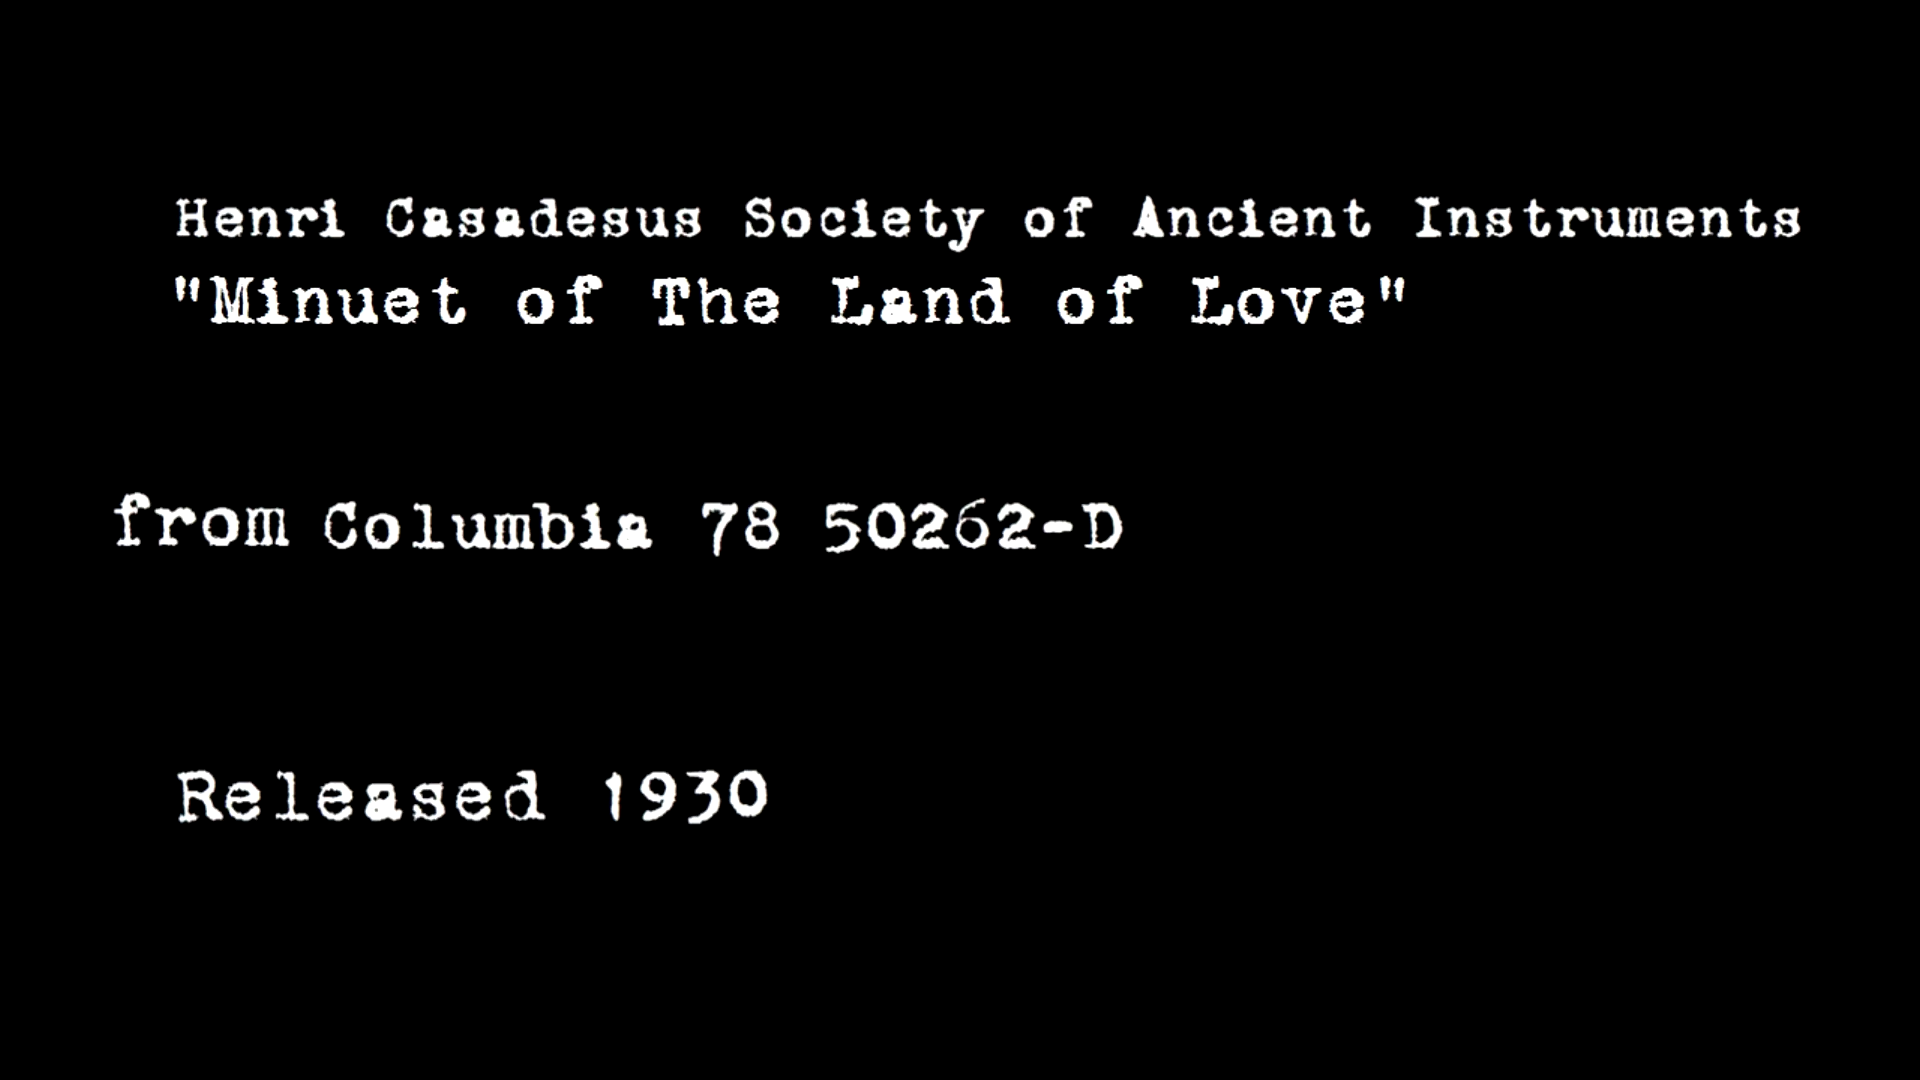 Henri Casadesus Society of Ancient Instruments
"Minuet of The Land of Love"
from Columbia 78 50262-D
Released 1930